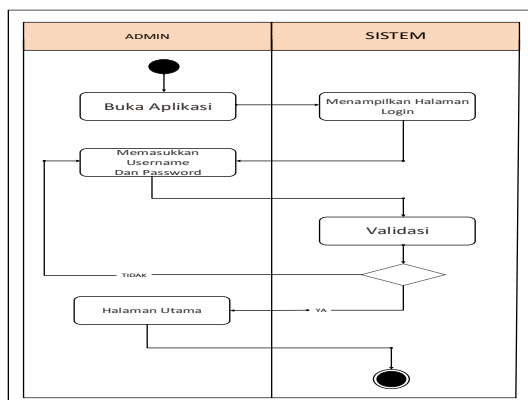 ADMIN
SISTEM
Buka Aplikasi
Menampilkan Halaman
Login
Memasukkan
Username
Dan Password
Validasi
TIDAK
Halaman Utama
YA